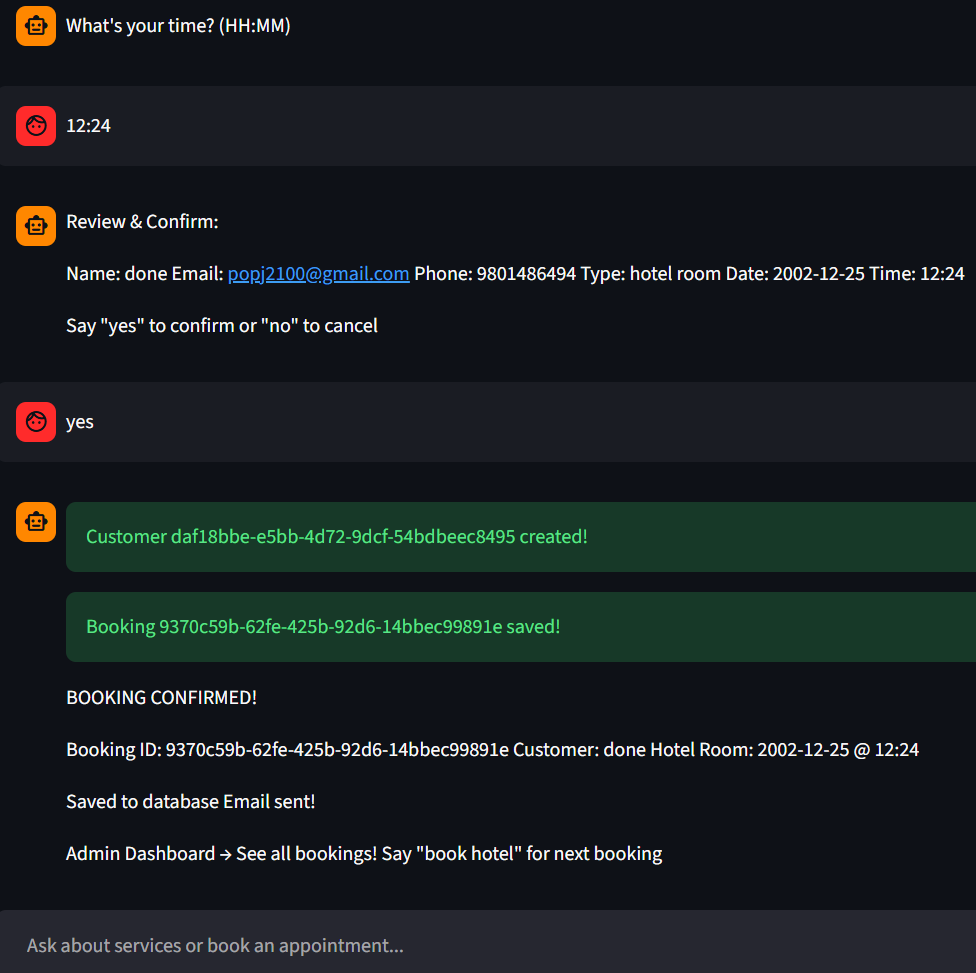 What's your time? (HH:MM)
12:24
Review & Confirm:
Name: done Email: popj2100@gmail.com Phone: 9801486494 Type: hotel room Date: 2002-12-25 Time: 12:24
Say "yes" to confirm or "no" to cancel
yes
Customer daf18bbe-e5bb-4d72-9dcf-54bdbeec8495 created!
Booking 9370c59b-62fe-425b-92d6-14bbec99891e saved!
BOOKING CONFIRMED!
Booking ID: 9370c59b-62fe-425b-92d6-14bbec99891e Customer: done Hotel Room: 2002-12-25 @ 12:24
Saved to database Email sent!
Admin Dashboard → See all bookings! Say "book hotel" for next booking
Ask about services or book an appointment...